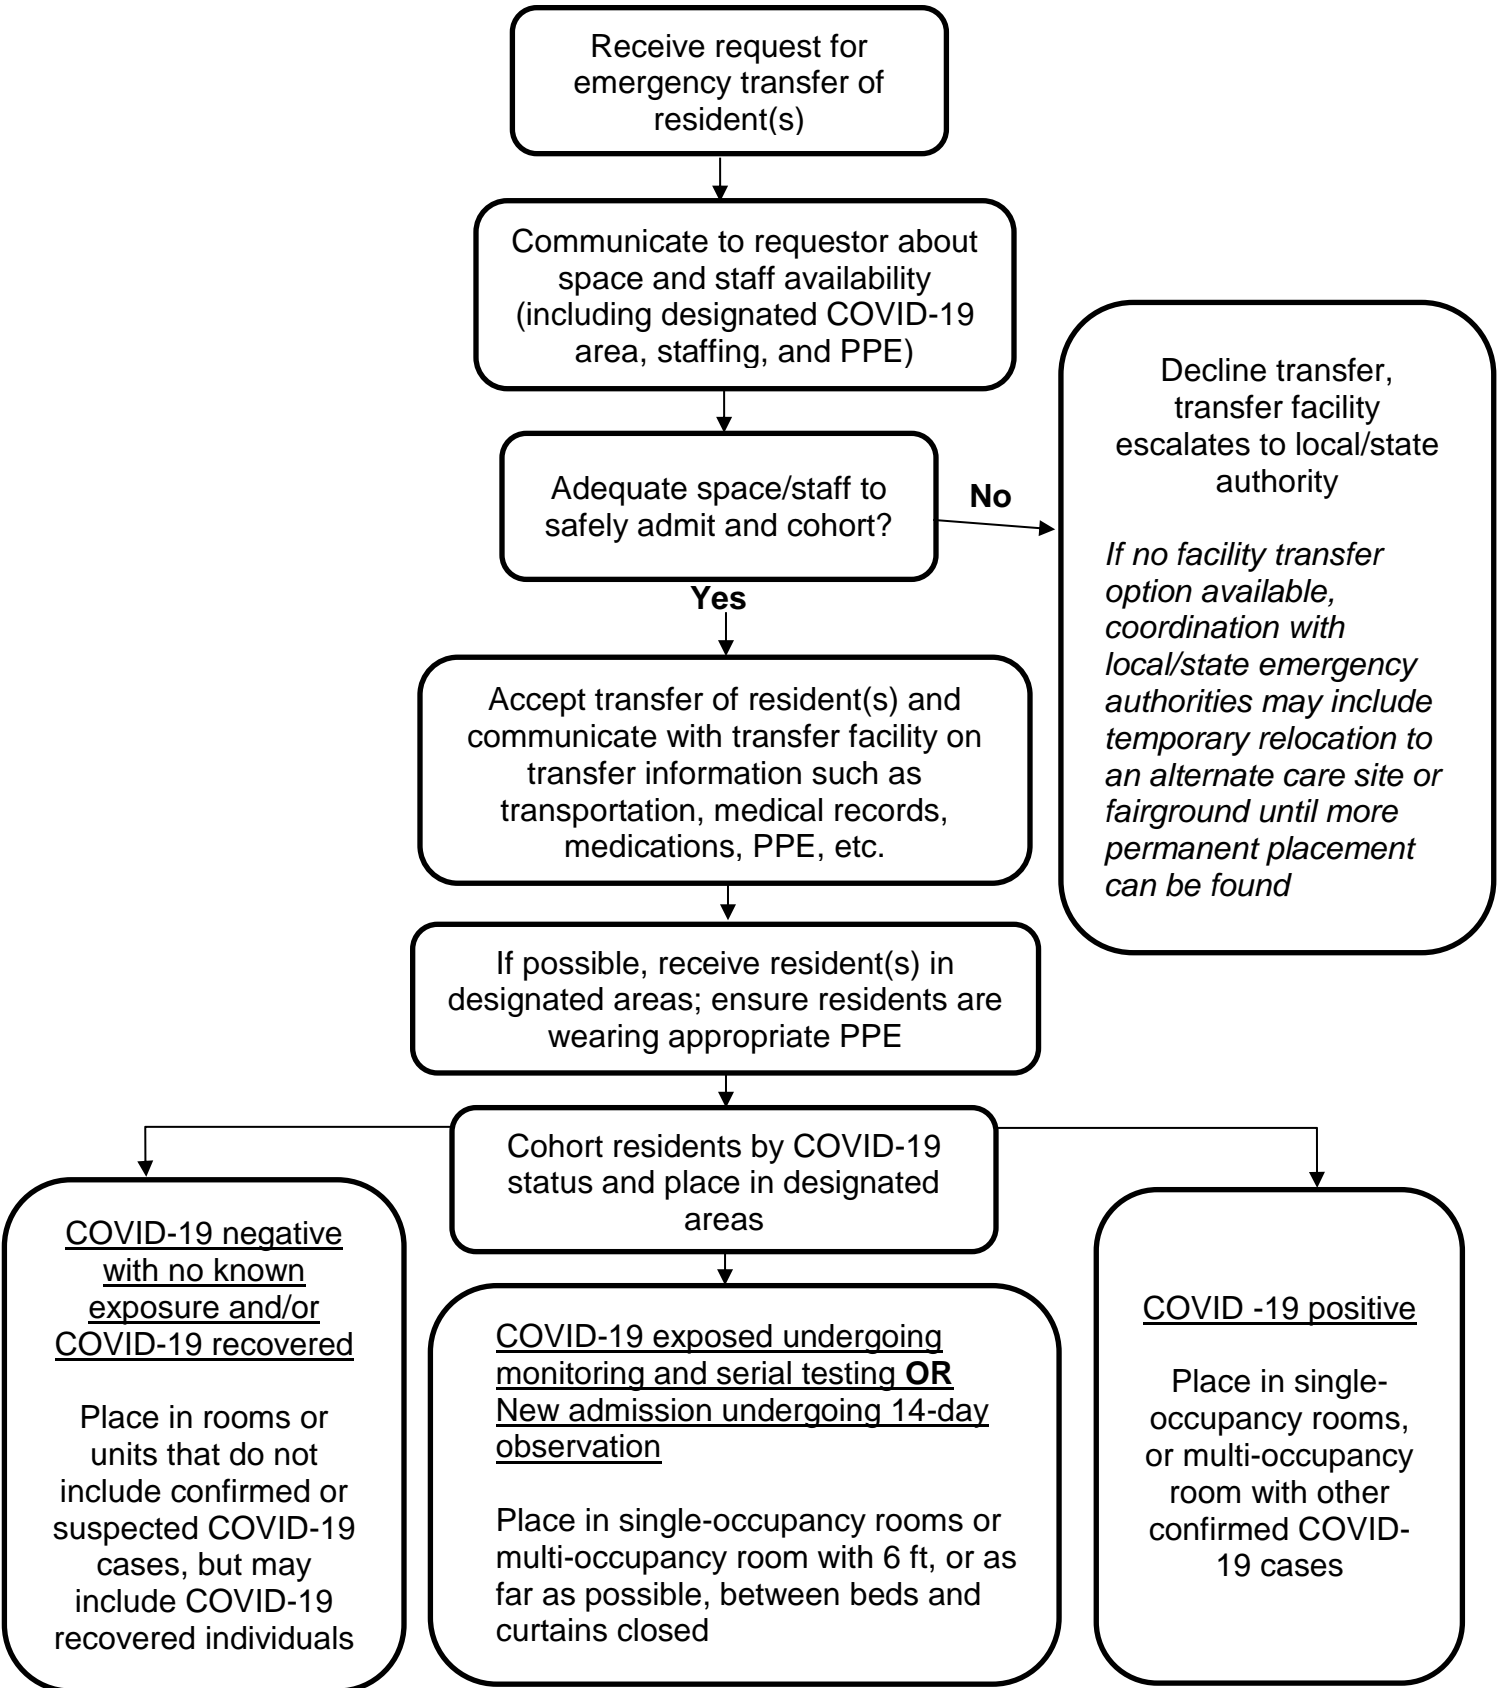 Receive request for
emergency transfer of
resident(s)
Communicate to requestor about
space and staff availability
(including designated COVID-19
area, staffing, and PPE)
Adequate space/staff to
safely admit and cohort?
No
Decline transfer,
transfer facility
escalates to local/state
authority
If no facility transfer
option available,
coordination with
local/state emergency
authorities may include
temporary relocation to
an alternate care site or
fairground until more
permanent placement
can be found
Yes
Accept transfer of resident(s) and
communicate with transfer facility on
transfer information such as
transportation, medical records,
medications, PPE, etc.
If possible, receive resident(s) in
designated areas; ensure residents are
wearing appropriate PPE
Cohort residents by COVID-19
status and place in designated
areas
COVID-19 negative
with no known
exposure and/or
COVID-19 recovered
Place in rooms or
units that do not
include confirmed or
suspected COVID-19
cases, but may
include COVID-19
recovered individuals
COVID-19 exposed undergoing
monitoring and serial testing OR
New admission undergoing 14-day
observation
Place in single-occupancy rooms or
multi-occupancy room with 6 ft, or as
far as possible, between beds and
curtains closed
COVID -19 positive
Place in single-
occupancy rooms,
or multi-occupancy
room with other
confirmed COVID-
19 cases